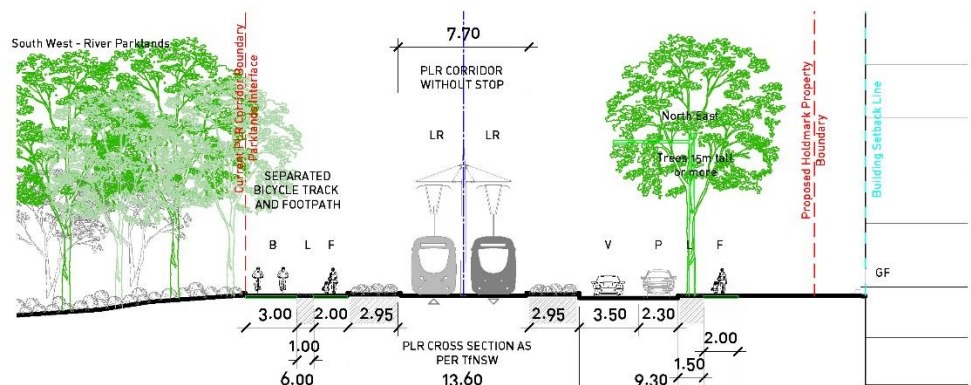 South West - River Parklands
Current PLR Corridor Boundary
Parklands Interface
7.70
PLR CORRIDOR
WITHOUT STOP
LR
LR
SEPARATED
BICYCLE TRACK
AND FOOTPATH
B
L
F
North East
Trees 15m tall
or more
V
P
L
F
Proposed Holdmark Property
Boundary
Building Setback Line
GF
3.00
2.00
2.95
2.95
3.50
2.30
2.00
1.00
PLR CROSS SECTION AS
PER TfNSW
1.50
6.00
13.60
9.30